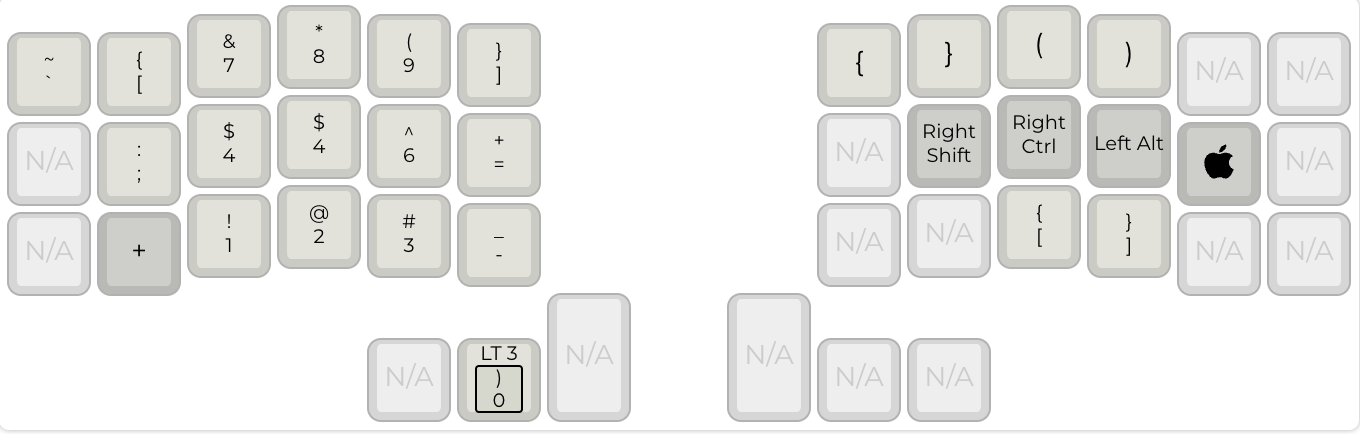 ~ { & * ( } { } ( ) N/A N/A
` [ 7 8 9 ]
N/A : $ $ ^ + N/A Right Shift Right Ctrl Left Alt N/A
; 4 4 6 =
N/A + ! @ # _ N/A N/A { } N/A N/A
1 2 3 - [ ]
N/A LT 3 N/A N/A N/A N/A
)
0